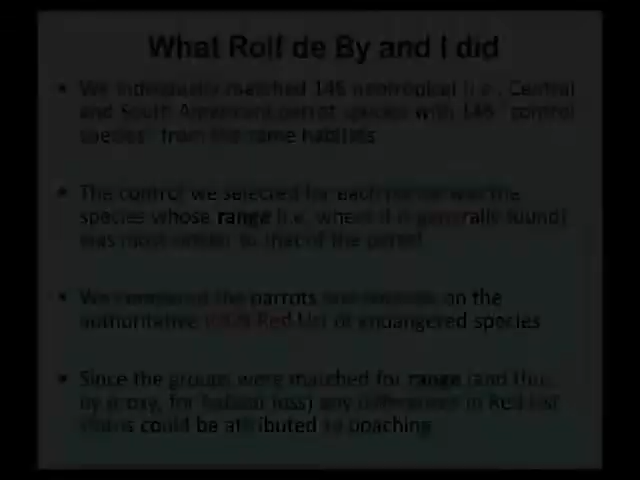 What Rolf de By and I did
• We individually matched 146 neotropical (i.e., Central
and South American) parrot species with 146 "control
species" from the same habitats
• The control we selected for each parrot was the
species whose range (i.e. where it is generally found)
was most similar to that of the parrot
• We compared the parrots and controls on the
authoritative IUCN Red List of endangered species
• Since the groups were matched for range (and thus,
by proxy, for habitat loss) any differences in Red List
status could be attributed to poaching